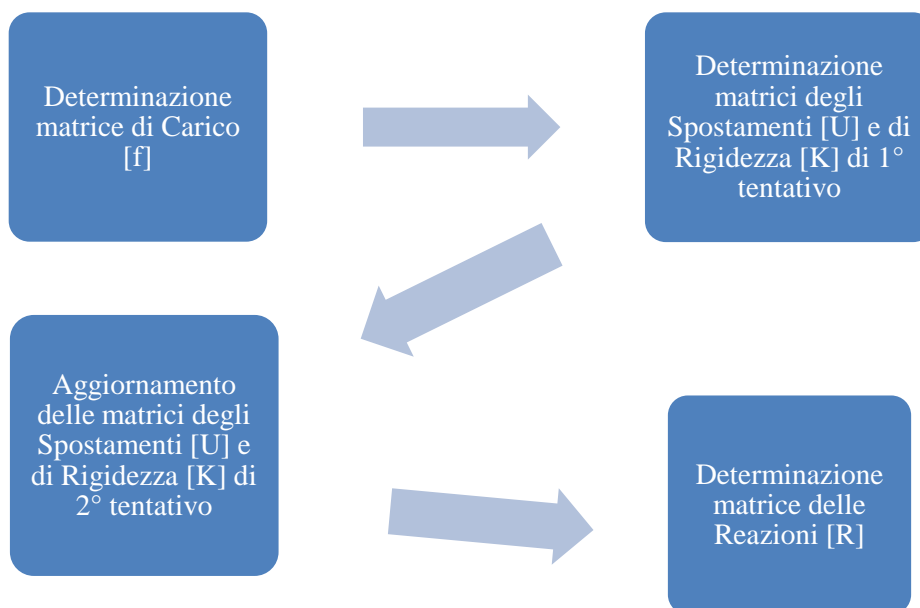 Determinazione
matrice di Carico
[f]
Determinazione
matrici degli
Spostamenti [U] e di
Rigidezza [K] di 1°
tentativo
Aggiornamento
delle matrici degli
Spostamenti [U] e
di Rigidezza [K] di
2° tentativo
Determinazione
matrice delle
Reazioni [R]